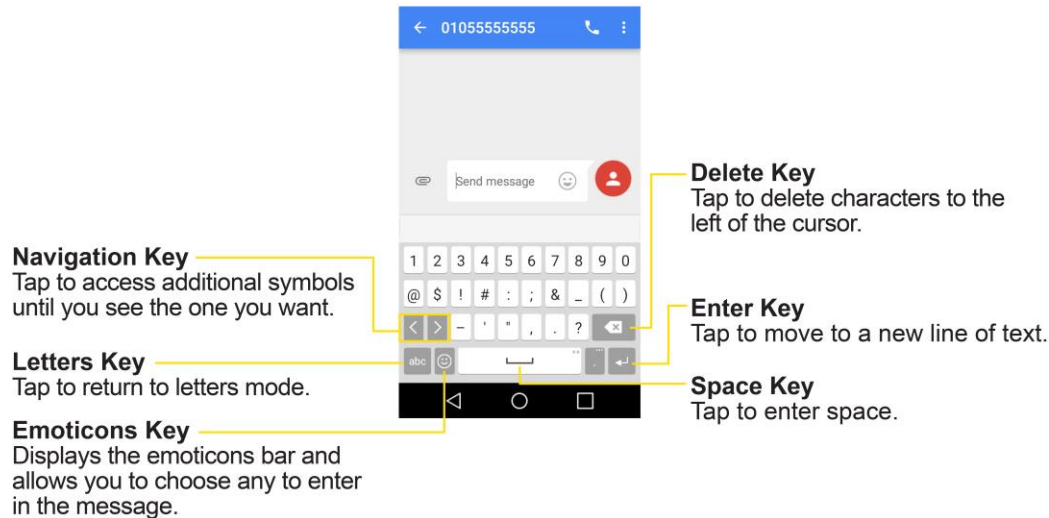 01055555555
Send message
1 2 3 4 5 6 7 8 9 0
@ $ ! # : ; & _ ( )
< > – ' " , . ?
abc .
Navigation Key
Tap to access additional symbols
until you see the one you want.
Letters Key
Tap to return to letters mode.
Emoticons Key
Displays the emoticons bar and
allows you to choose any to enter
in the message.
Delete Key
Tap to delete characters to the
left of the cursor.
Enter Key
Tap to move to a new line of text.
Space Key
Tap to enter space.